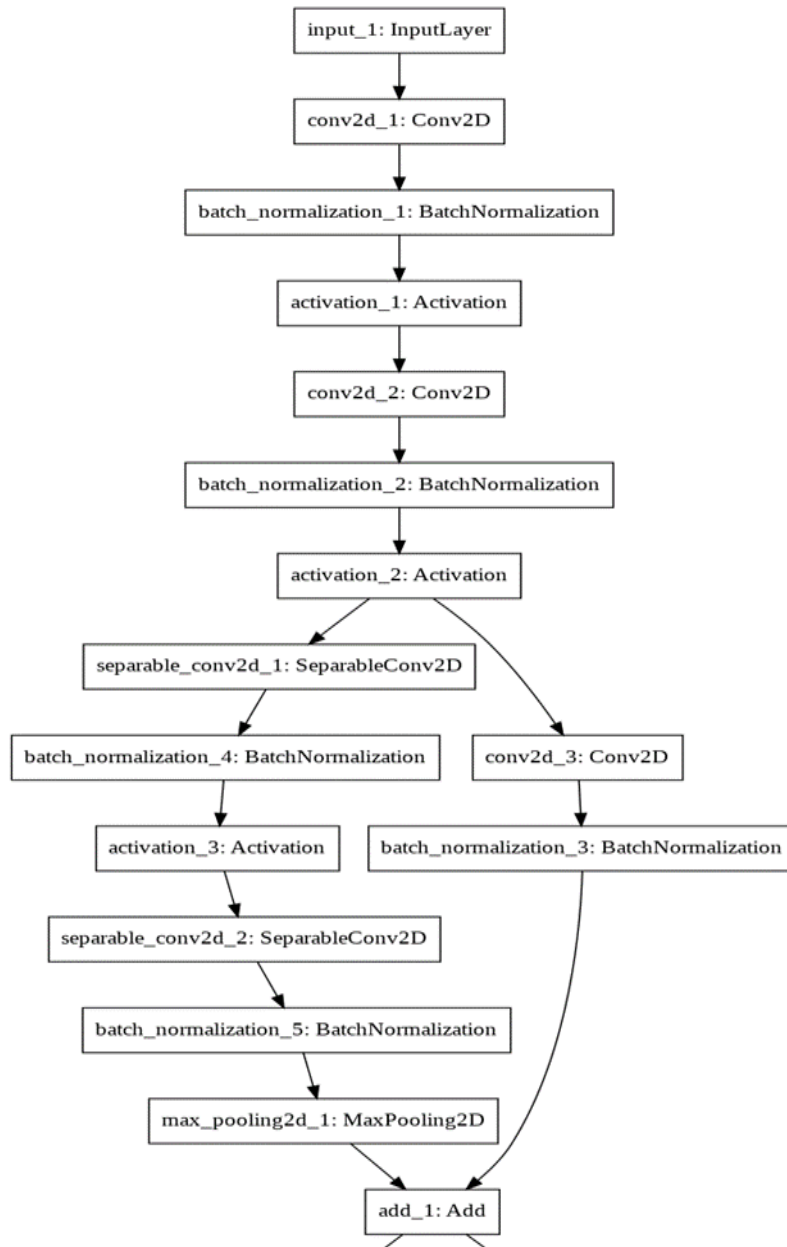 input_1: InputLayer
conv2d_1: Conv2D
batch_normalization_1: BatchNormalization
activation_1: Activation
conv2d_2: Conv2D
batch_normalization_2: BatchNormalization
activation_2: Activation
separable_conv2d_1: SeparableConv2D
batch_normalization_4: BatchNormalization
conv2d_3: Conv2D
activation_3: Activation
batch_normalization_3: BatchNormalization
separable_conv2d_2: SeparableConv2D
batch_normalization_5: BatchNormalization
max_pooling2d_1: MaxPooling2D
add_1: Add